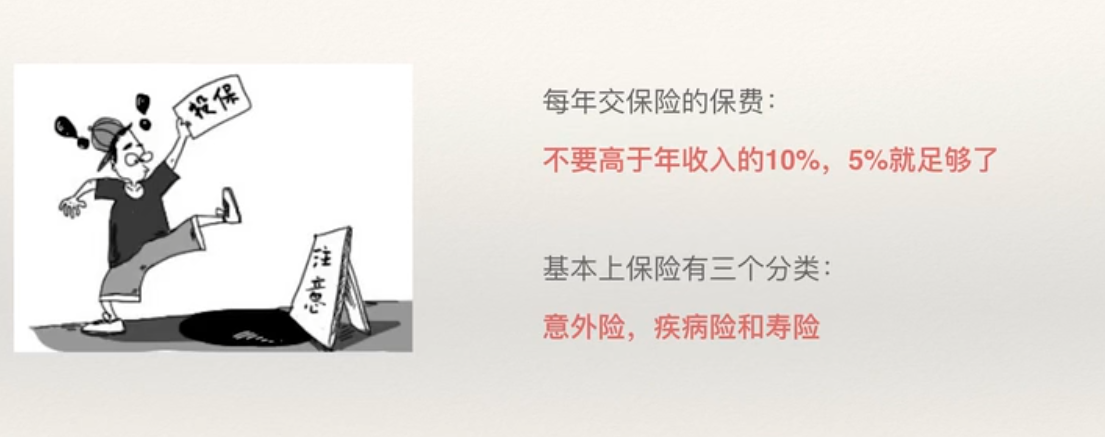 投保
注意
每年交保险的保费：
不要高于年收入的10%，5%就足够了
基本上保险有三个分类：
意外险，疾病险和寿险